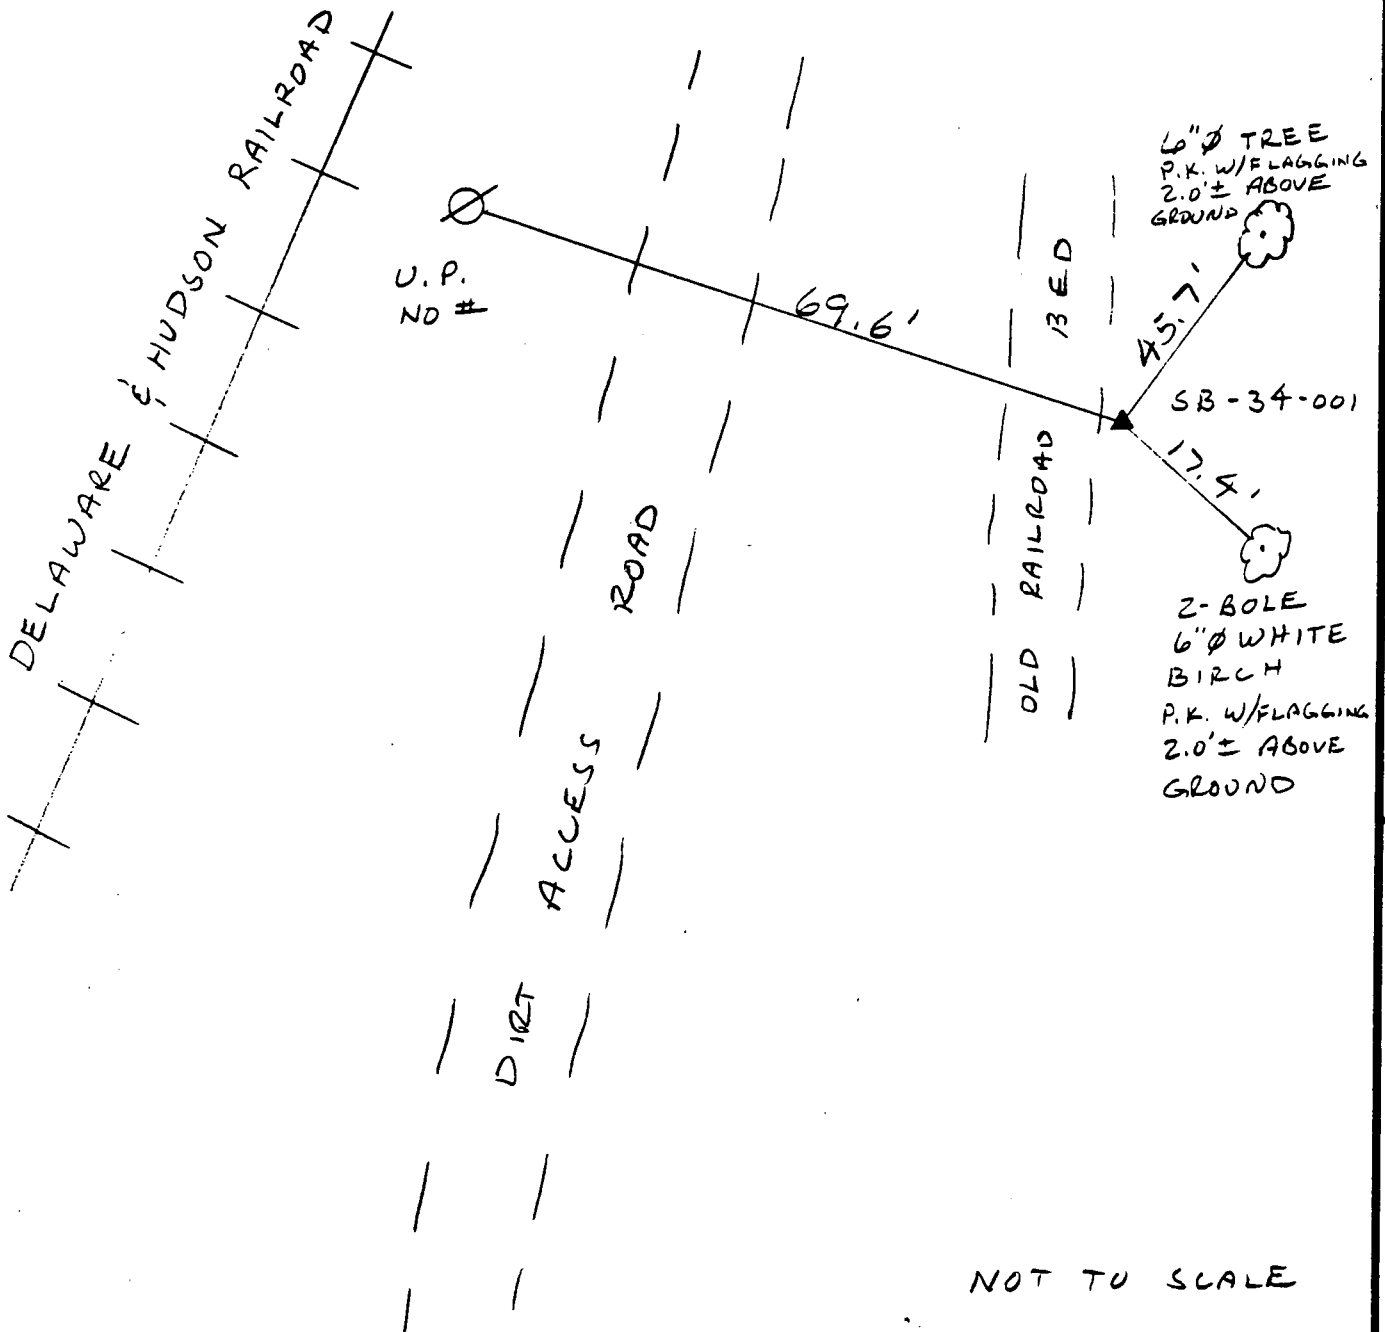 DELAWARE & HUDSON RAILROAD
U.P.
NO #
69.6'
6"Ø TREE
P.K. W/FLAGGING
2.0'± ABOVE
GROUND
45.7'
SB-34-001
17.4'
2-BOLE
6"Ø WHITE
BIRCH
P.K. W/FLAGGING
2.0'± ABOVE
GROUND
OLD RAILROAD BED
DIRT ACCESS ROAD
NOT TO SCALE